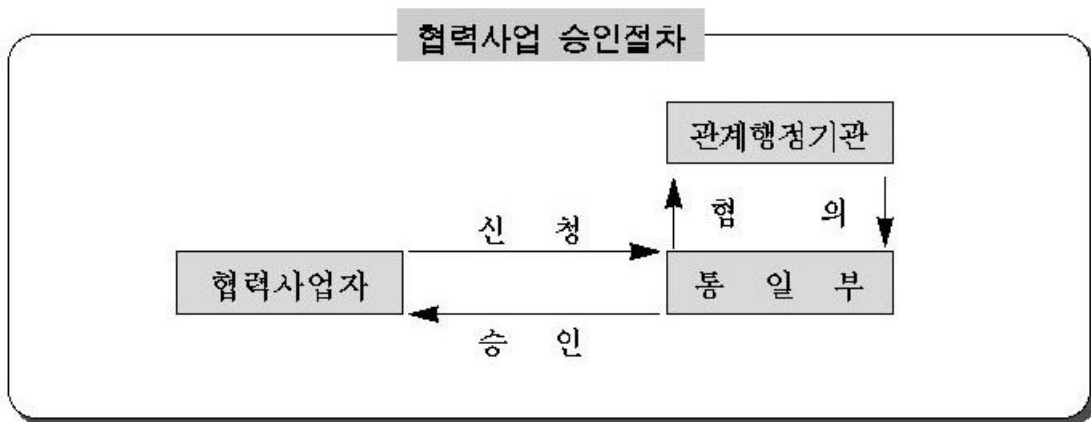 협력사업 승인절차
관계행정기관
협 의
신 청
협력사업자
통 일 부
승 인